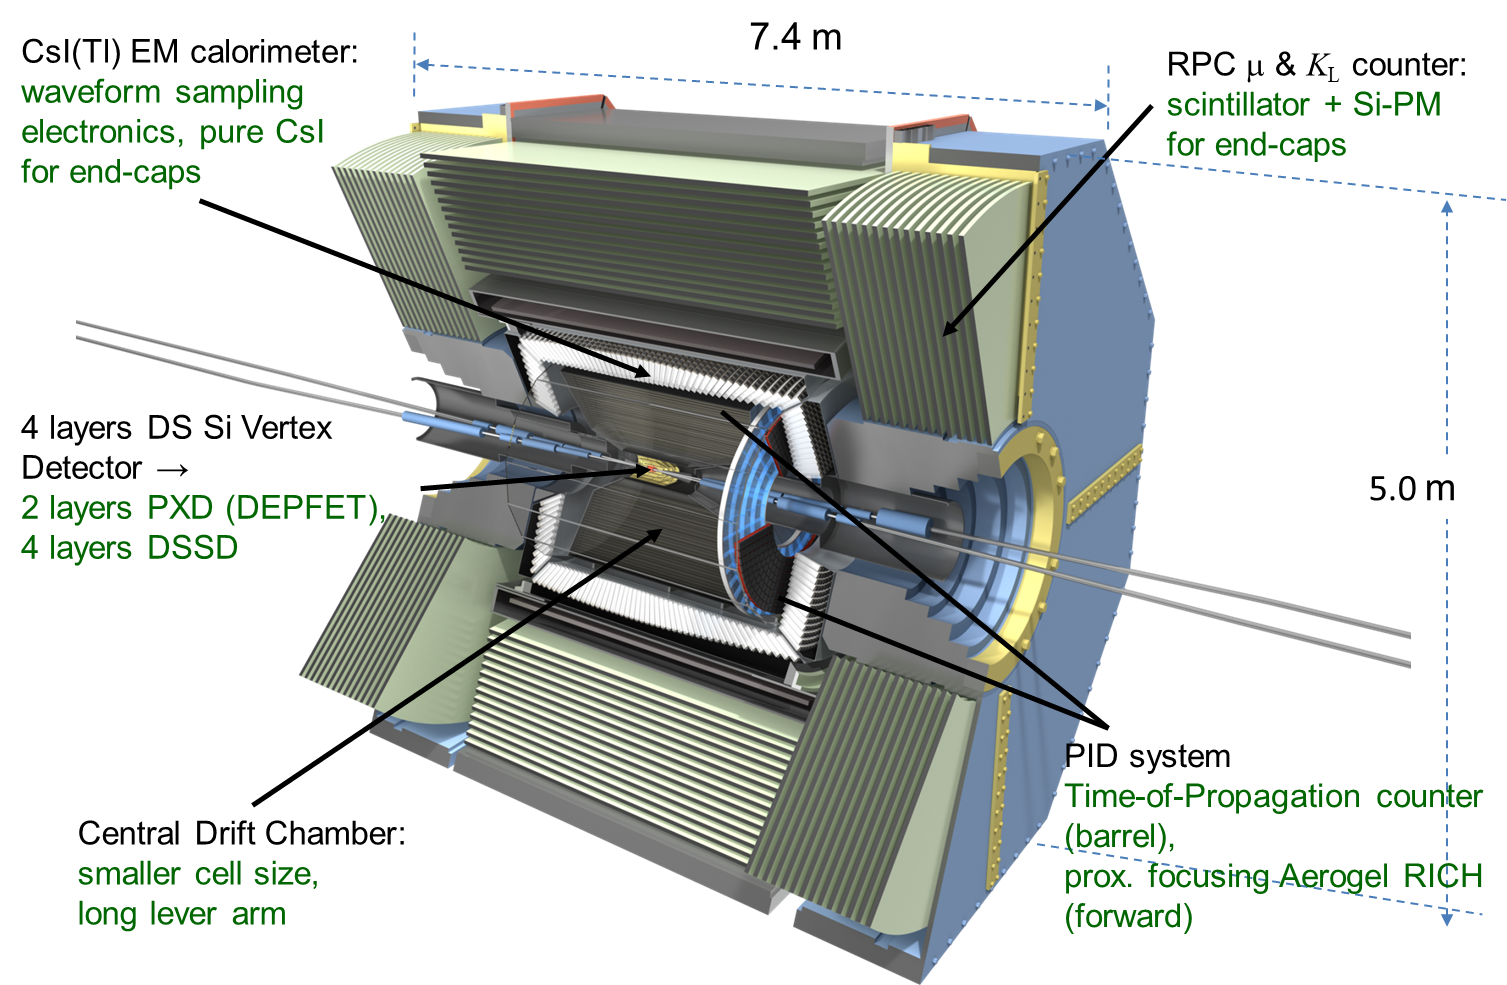 7.4 m
CsI(Tl) EM calorimeter:
waveform sampling
electronics, pure CsI
for end-caps
RPC μ & KL counter:
scintillator + Si-PM
for end-caps
4 layers DS Si Vertex
Detector →
2 layers PXD (DEPFET),
4 layers DSSD
5.0 m
Central Drift Chamber:
smaller cell size,
long lever arm
PID system
Time-of-Propagation counter
(barrel),
prox. focusing Aerogel RICH
(forward)